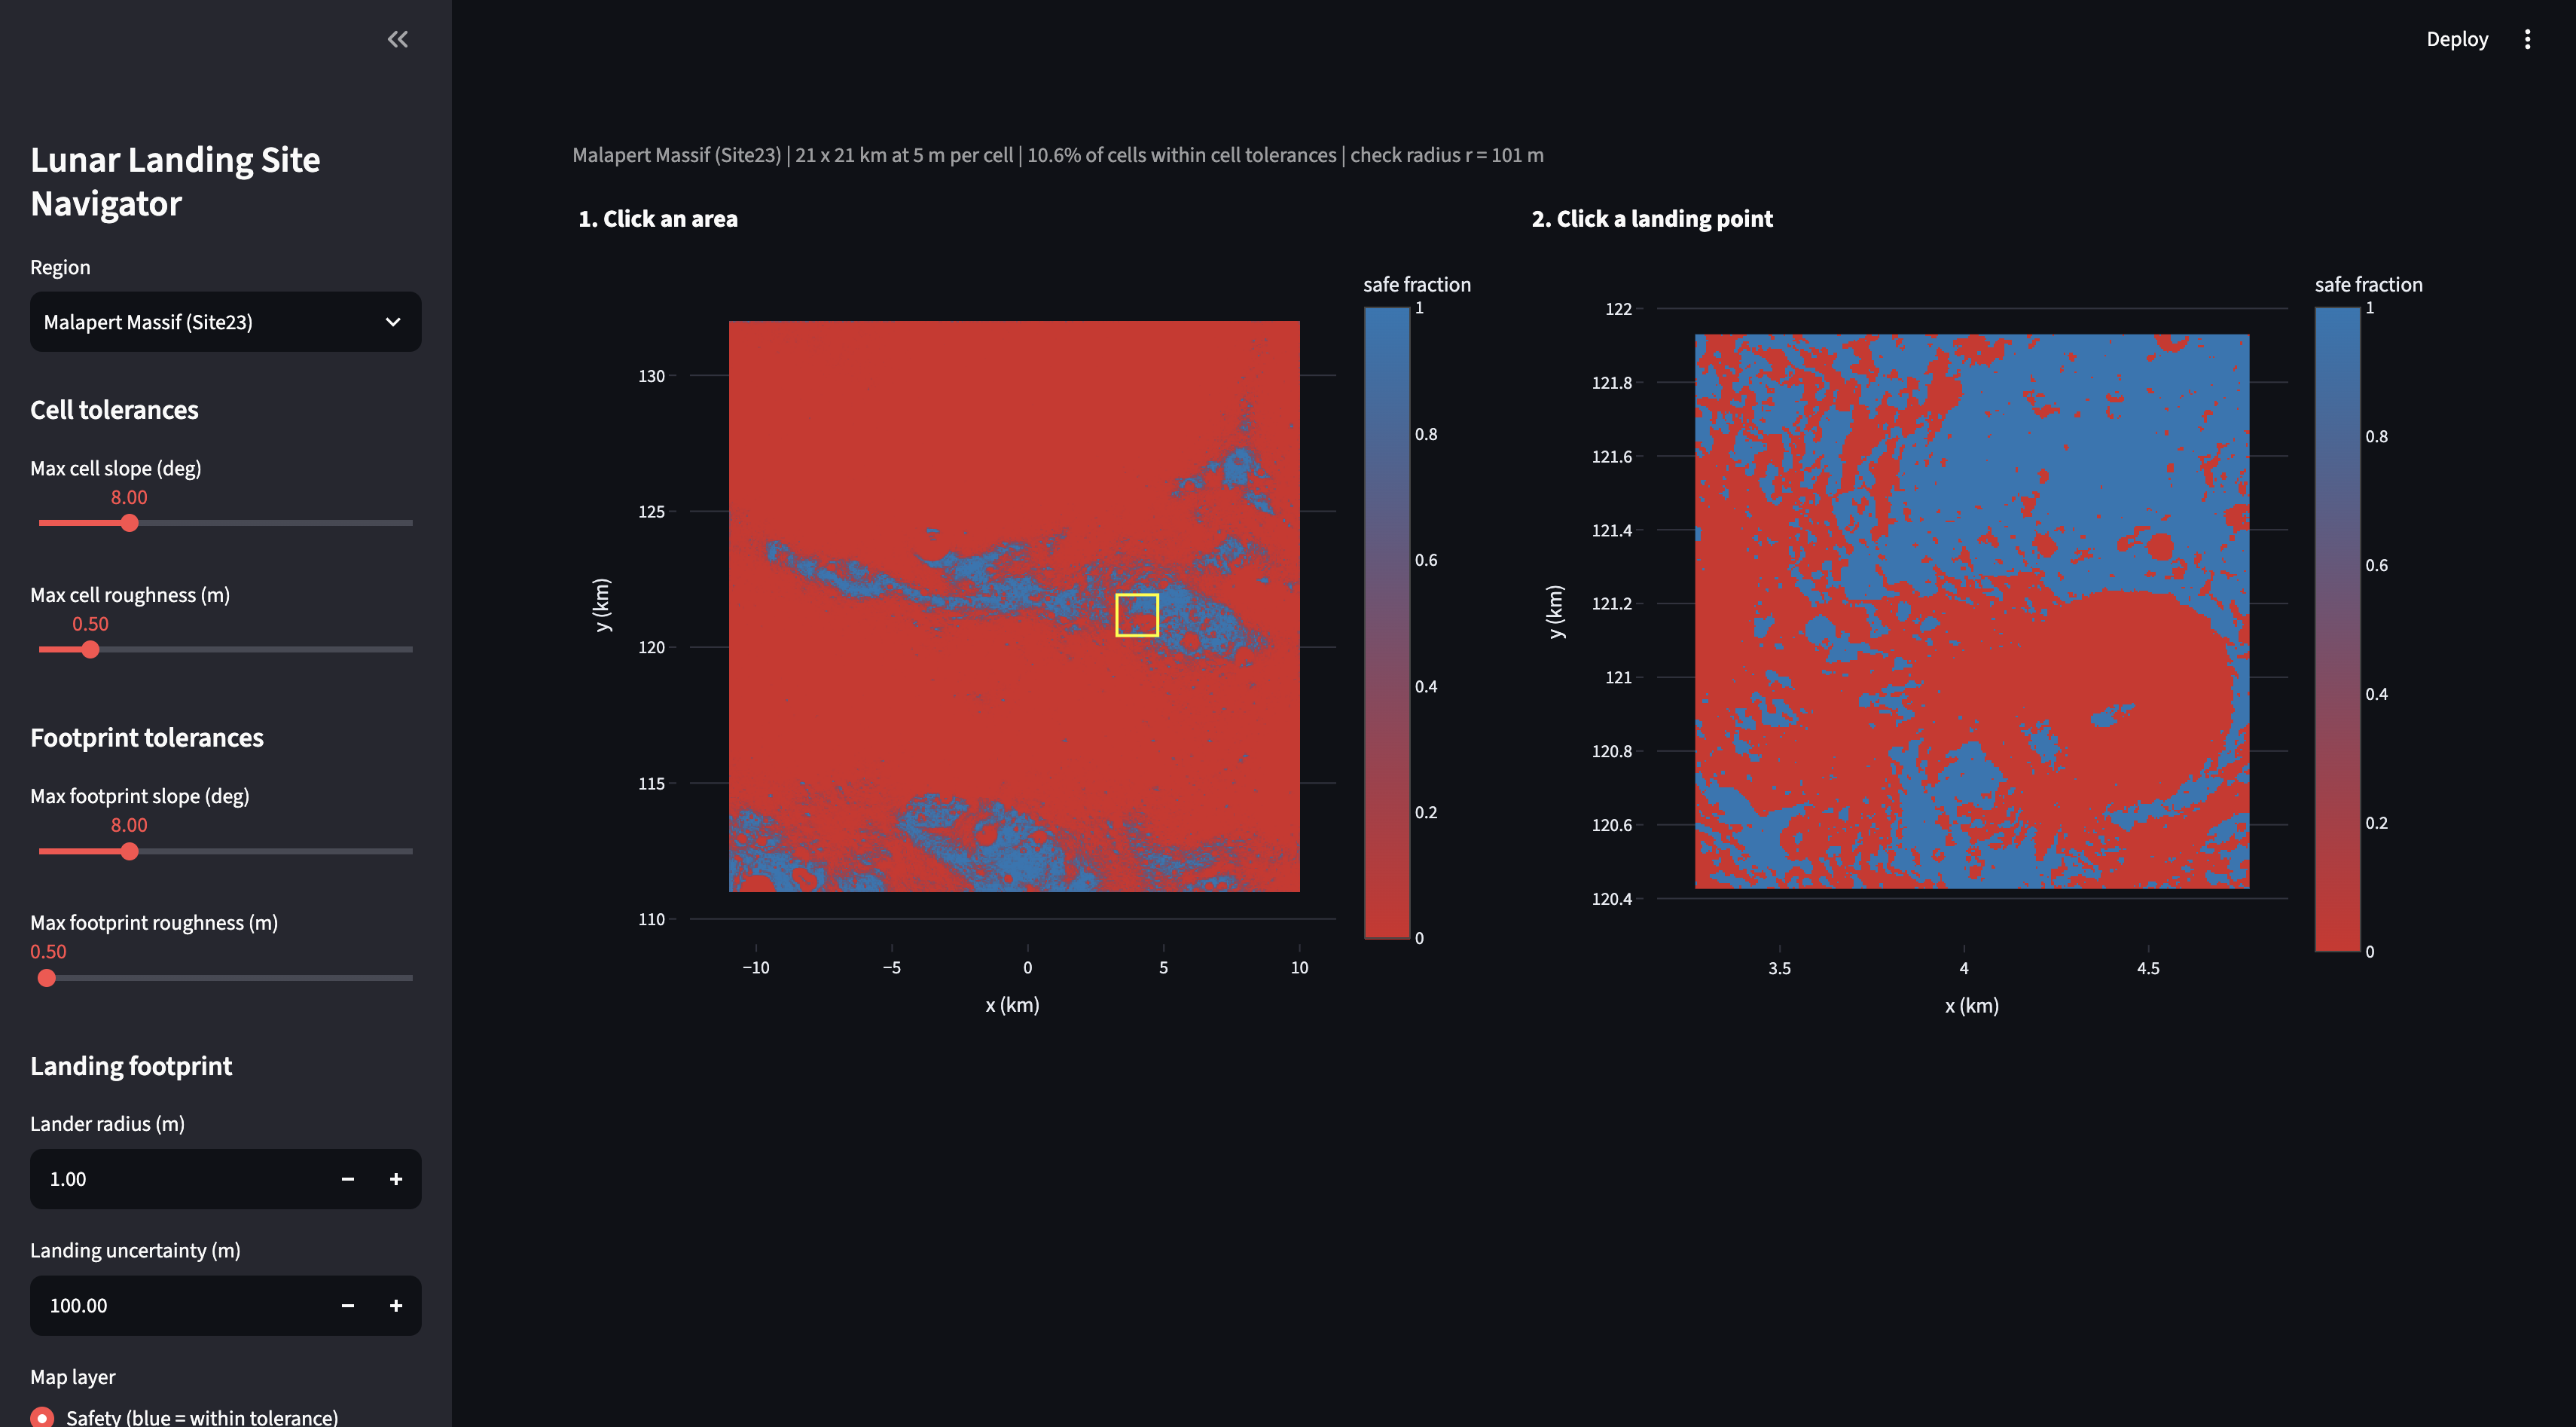 Deploy
Lunar Landing Site
Navigator
Region
Malapert Massif (Site23)
Cell tolerances
Max cell slope (deg)
8.00
Max cell roughness (m)
0.50
Footprint tolerances
Max footprint slope (deg)
8.00
Max footprint roughness (m)
0.50
Landing footprint
Lander radius (m)
1.00
Landing uncertainty (m)
100.00
Map layer
Safety (blue = within tolerance)
Malapert Massif (Site23) | 21 x 21 km at 5 m per cell | 10.6% of cells within cell tolerances | check radius r = 101 m
1. Click an area
safe fraction
1
0.8
0.6
0.4
0.2
0
130
125
120
115
110
y (km)
−10 −5 0 5 10
x (km)
2. Click a landing point
safe fraction
1
0.8
0.6
0.4
0.2
0
122
121.8
121.6
121.4
121.2
121
120.8
120.6
120.4
y (km)
3.5 4 4.5
x (km)